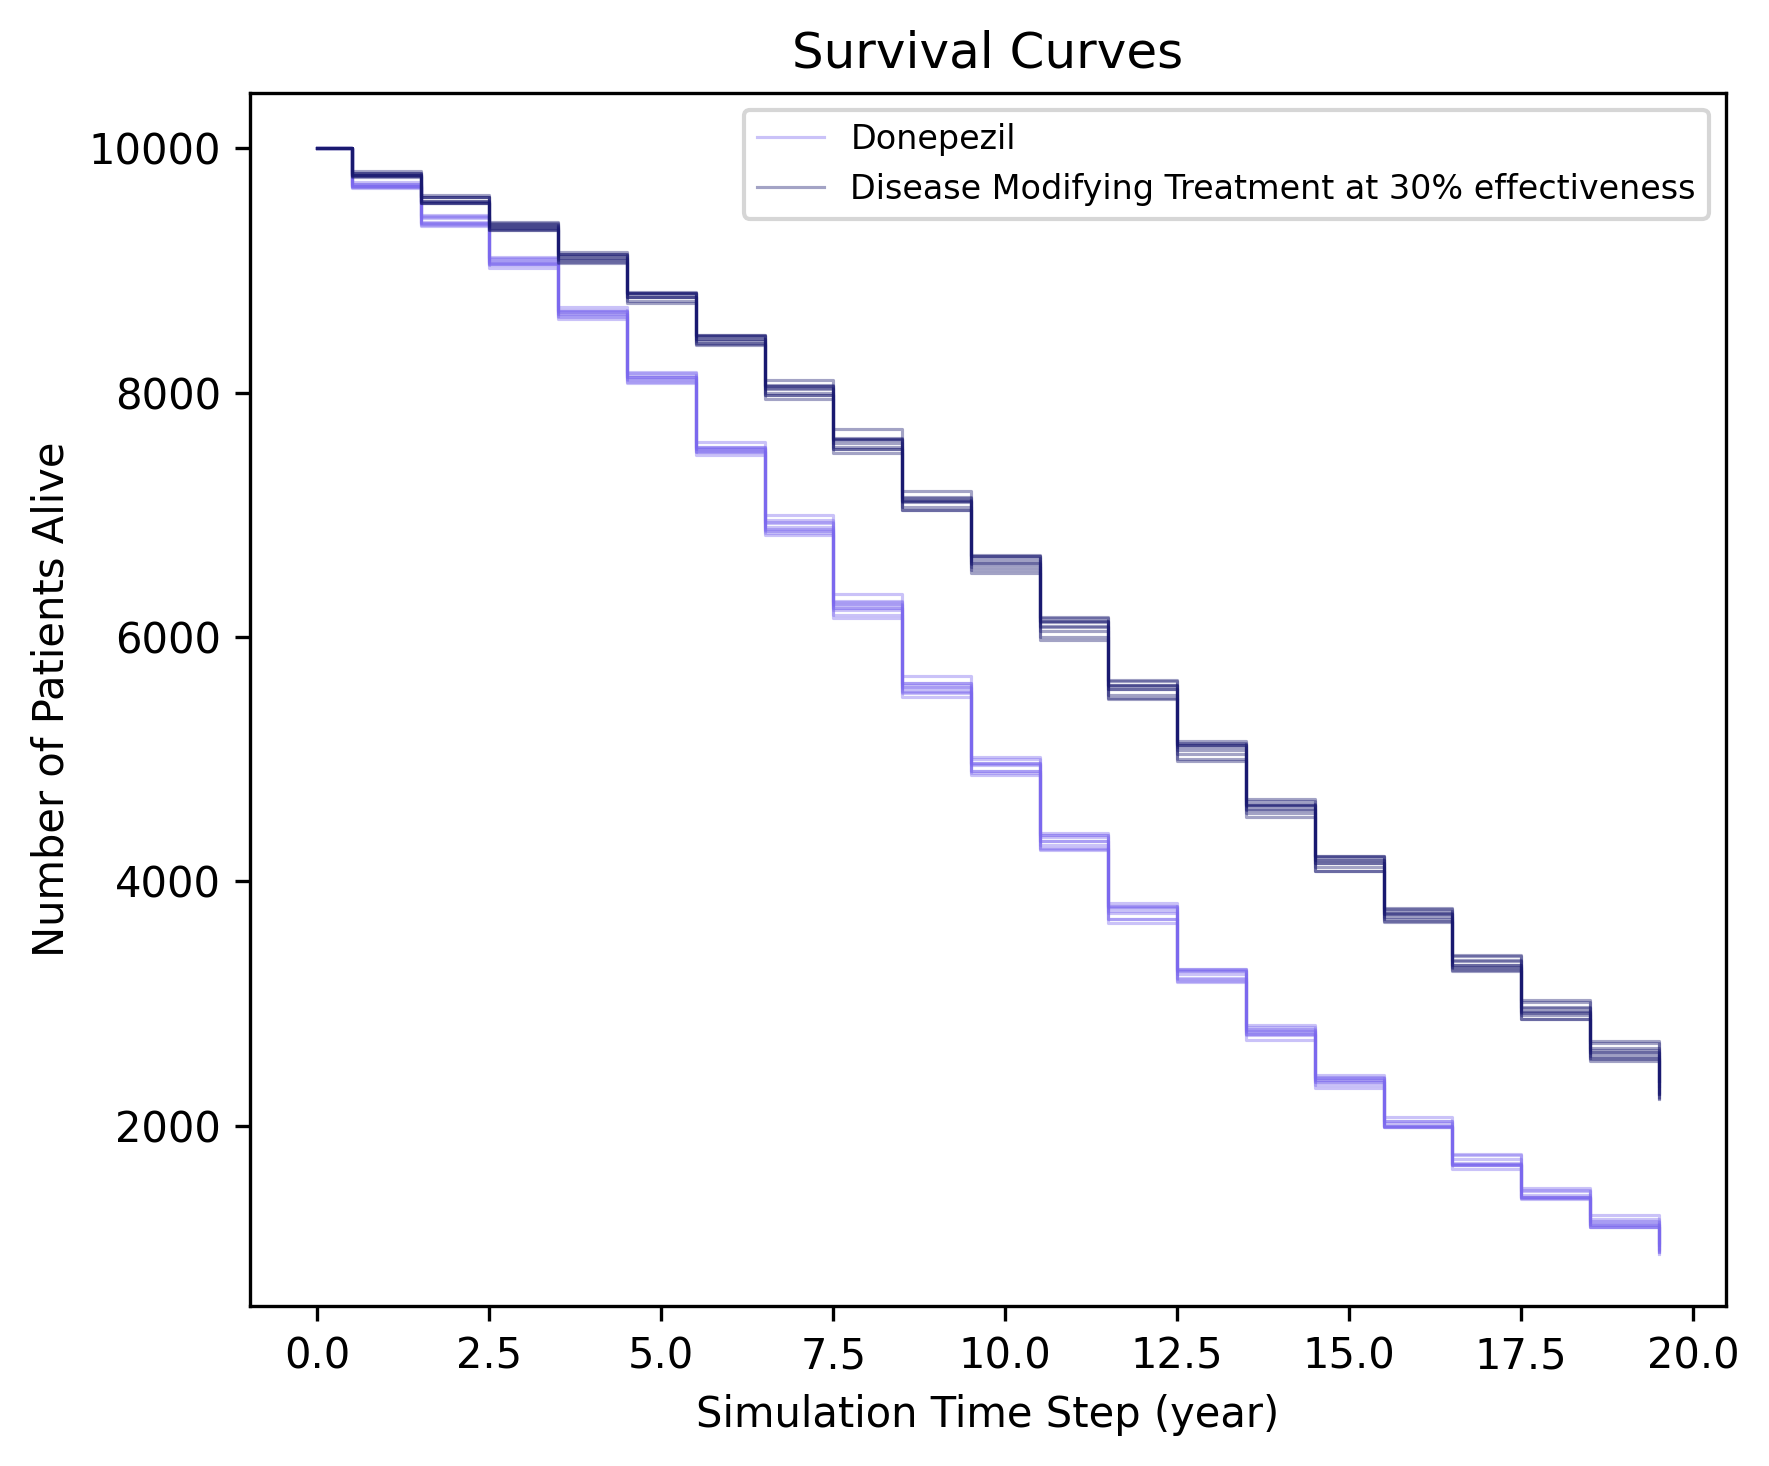 Survival Curves
Donepezil
Disease Modifying Treatment at 30% effectiveness
Number of Patients Alive
10000
8000
6000
4000
2000
0.0 2.5 5.0 7.5 10.0 12.5 15.0 17.5 20.0
Simulation Time Step (year)